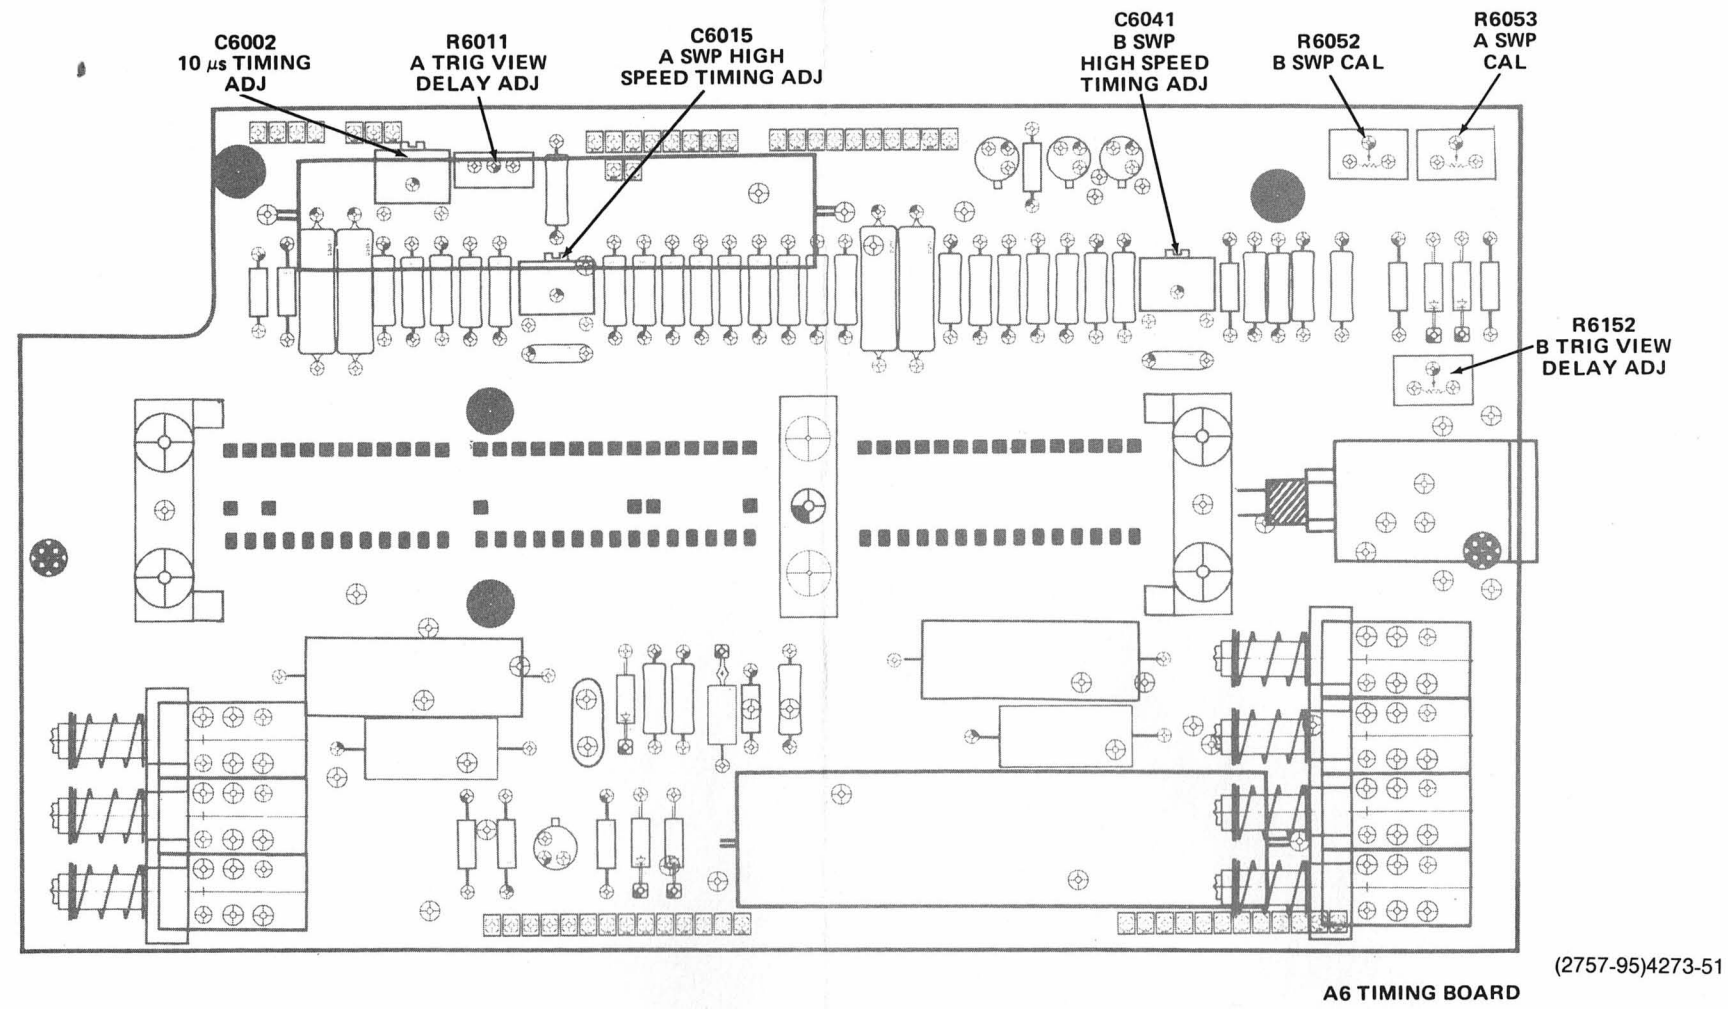 C6002
10 µs TIMING
ADJ
R6011
A TRIG VIEW
DELAY ADJ
C6015
A SWP HIGH
SPEED TIMING ADJ
C6041
B SWP
HIGH SPEED
TIMING ADJ
R6052
B SWP CAL
R6053
A SWP
CAL
R6152
B TRIG VIEW
DELAY ADJ
(2757-95)4273-51
A6 TIMING BOARD